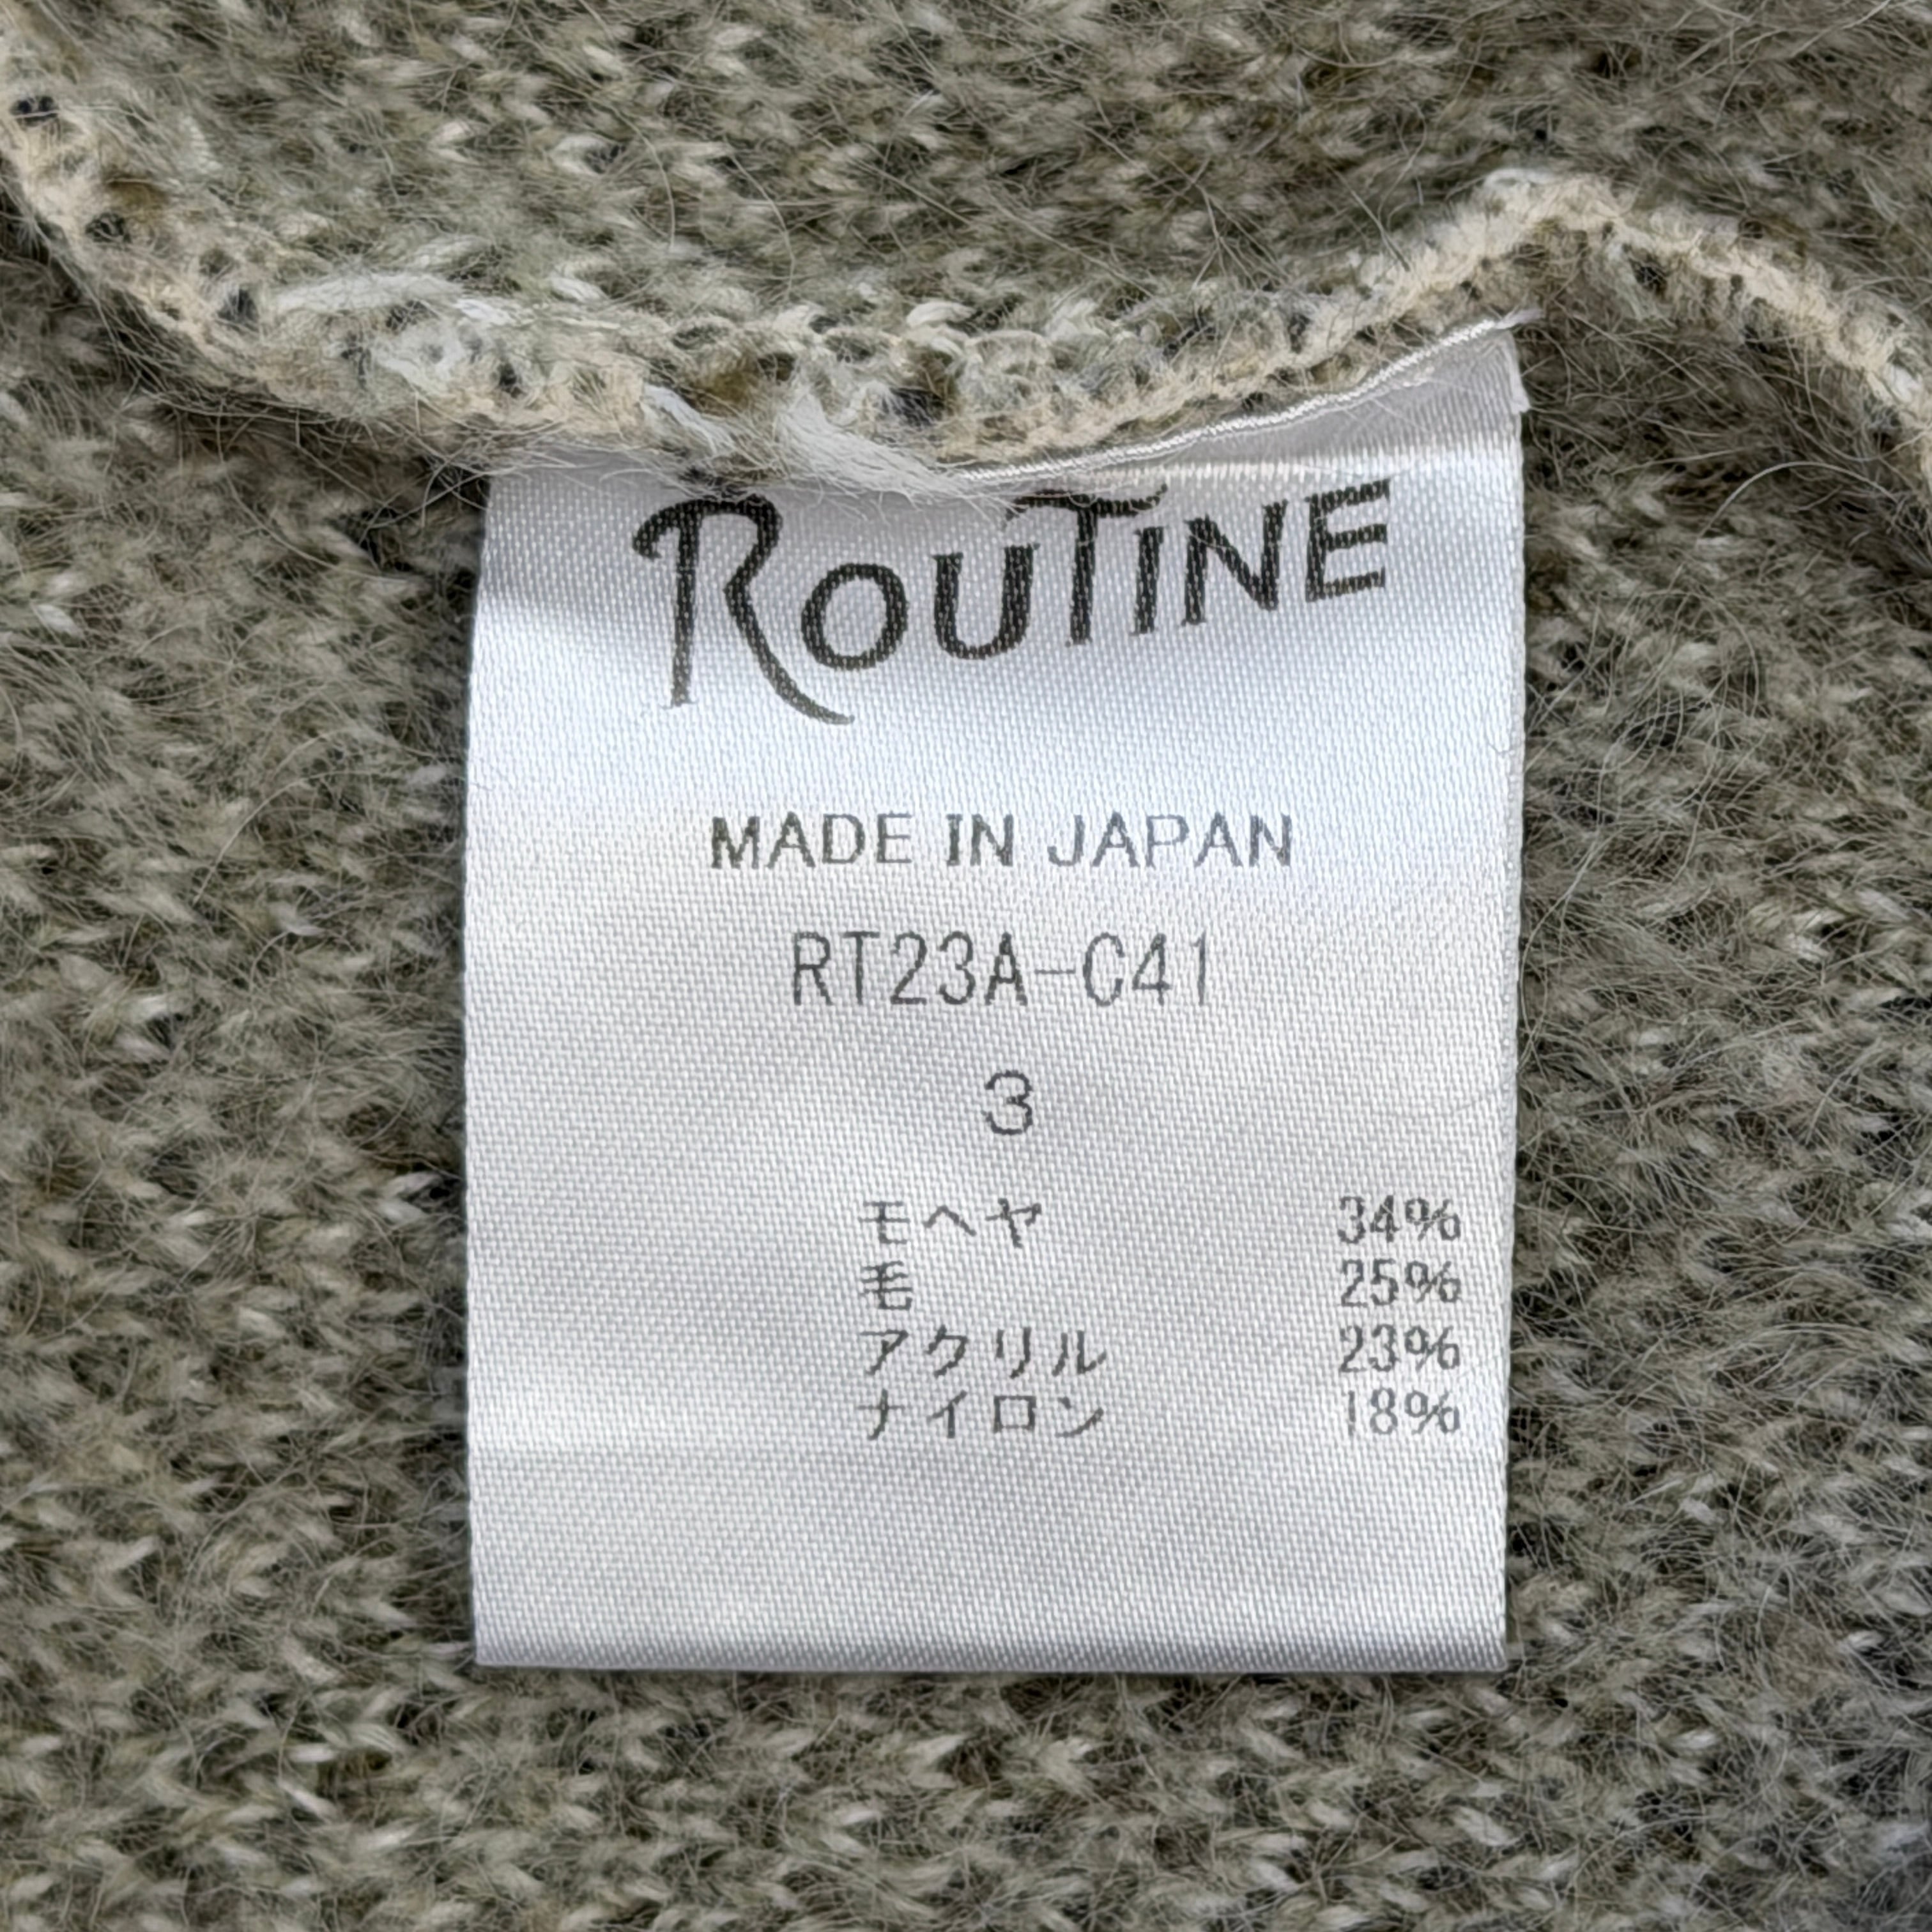 ROUTINE
MADE IN JAPAN
RT23A-C41
3
モヘヤ 34%
毛 25%
アクリル 23%
ナイロン 18%